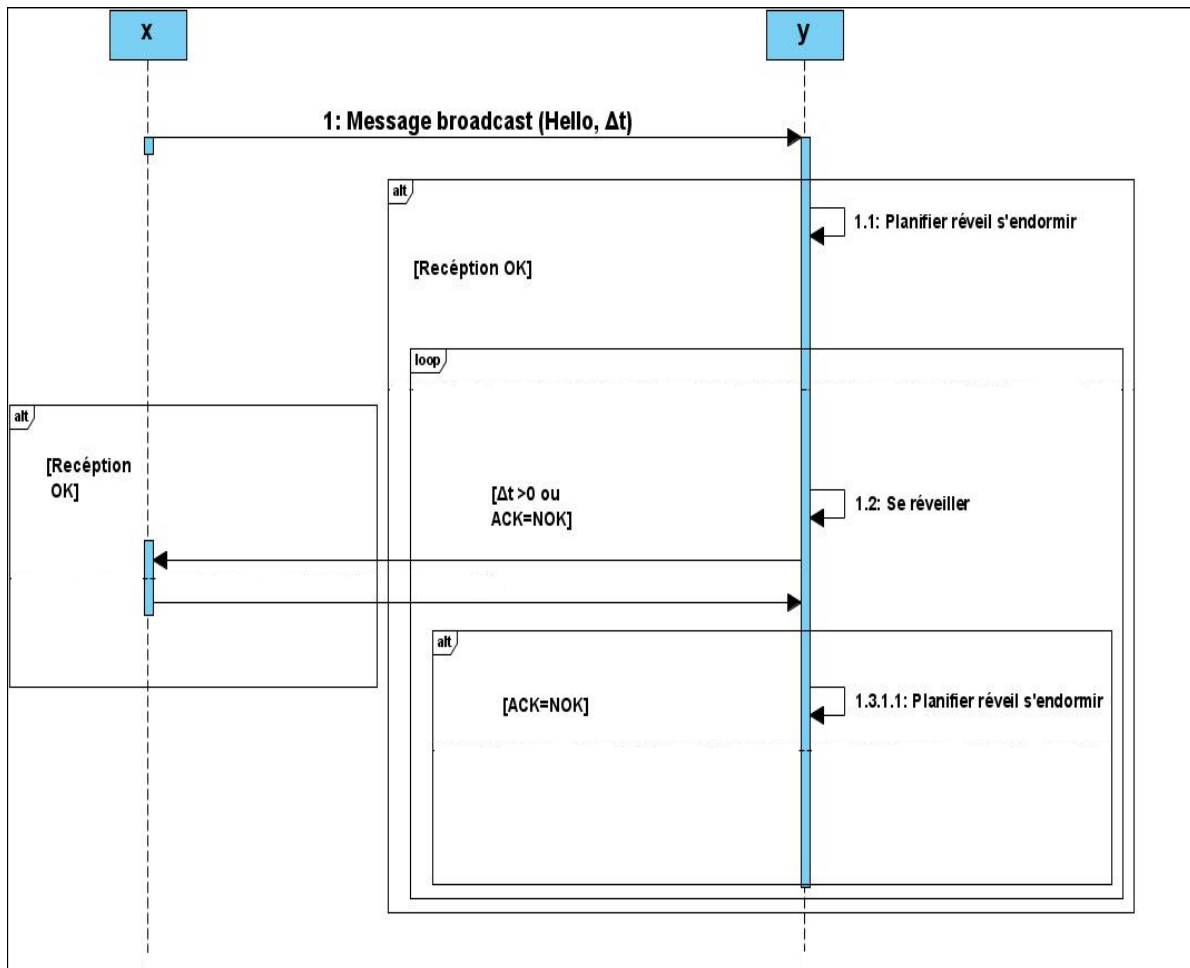 x
y
1: Message broadcast (Hello, Δt)
alt
1.1: Planifier réveil s'endormir
[Recéption OK]
loop
alt
[Recéption
OK]
[Δt >0 ou
ACK=NOK]
1.2: Se réveiller
alt
[ACK=NOK]
1.3.1.1: Planifier réveil s'endormir